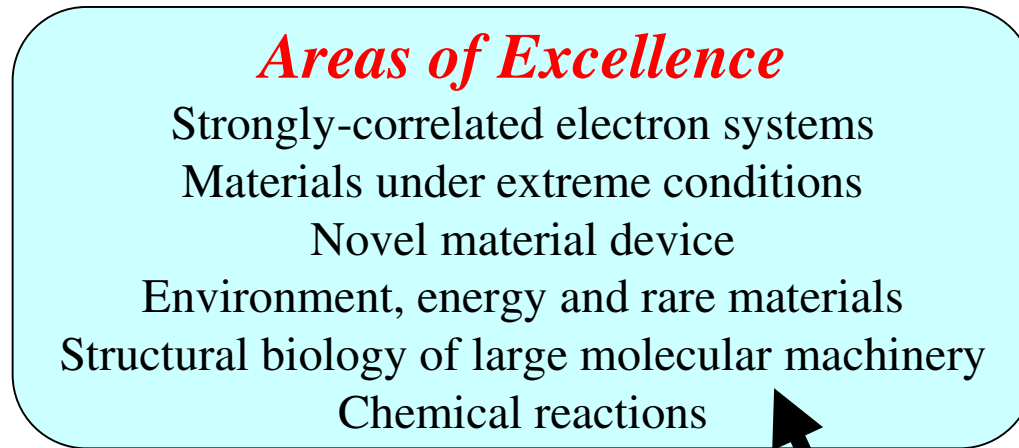 Areas of Excellence
Strongly-correlated electron systems
Materials under extreme conditions
Novel material device
Environment, energy and rare materials
Structural biology of large molecular machinery
Chemical reactions